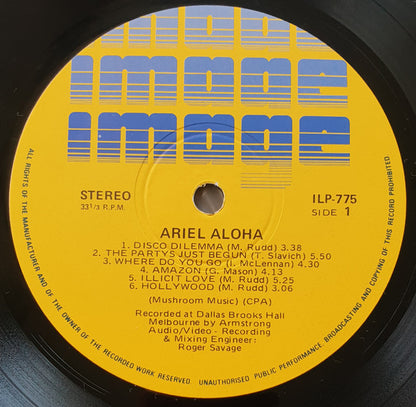 image
image
image
STEREO
33 1/3 R.P.M.
ILP-775
SIDE 1
ARIEL ALOHA
1. DISCO DILEMMA (M. Rudd) 3.38
2. THE PARTYS JUST BEGUN (T. Slavich) 5.50
3. WHERE DO YOU GO (I. McLennan) 4.30
4. AMAZON (G. Mason) 4.13
5. ILLICIT LOVE (M. Rudd) 5.25
6. HOLLYWOOD (M. Rudd) 3.06
(Mushroom Music) (CPA)
Recorded at Dallas Brooks Hall
Melbourne by Armstrong
Audio/Video - Recording
& Mixing Engineer:
Roger Savage
ALL RIGHTS OF THE MANUFACTURER AND OF THE OWNER OF THE RECORDED WORK RESERVED. UNAUTHORISED PUBLIC PERFORMANCE, BROADCASTING AND COPYING OF THIS RECORD PROHIBITED.